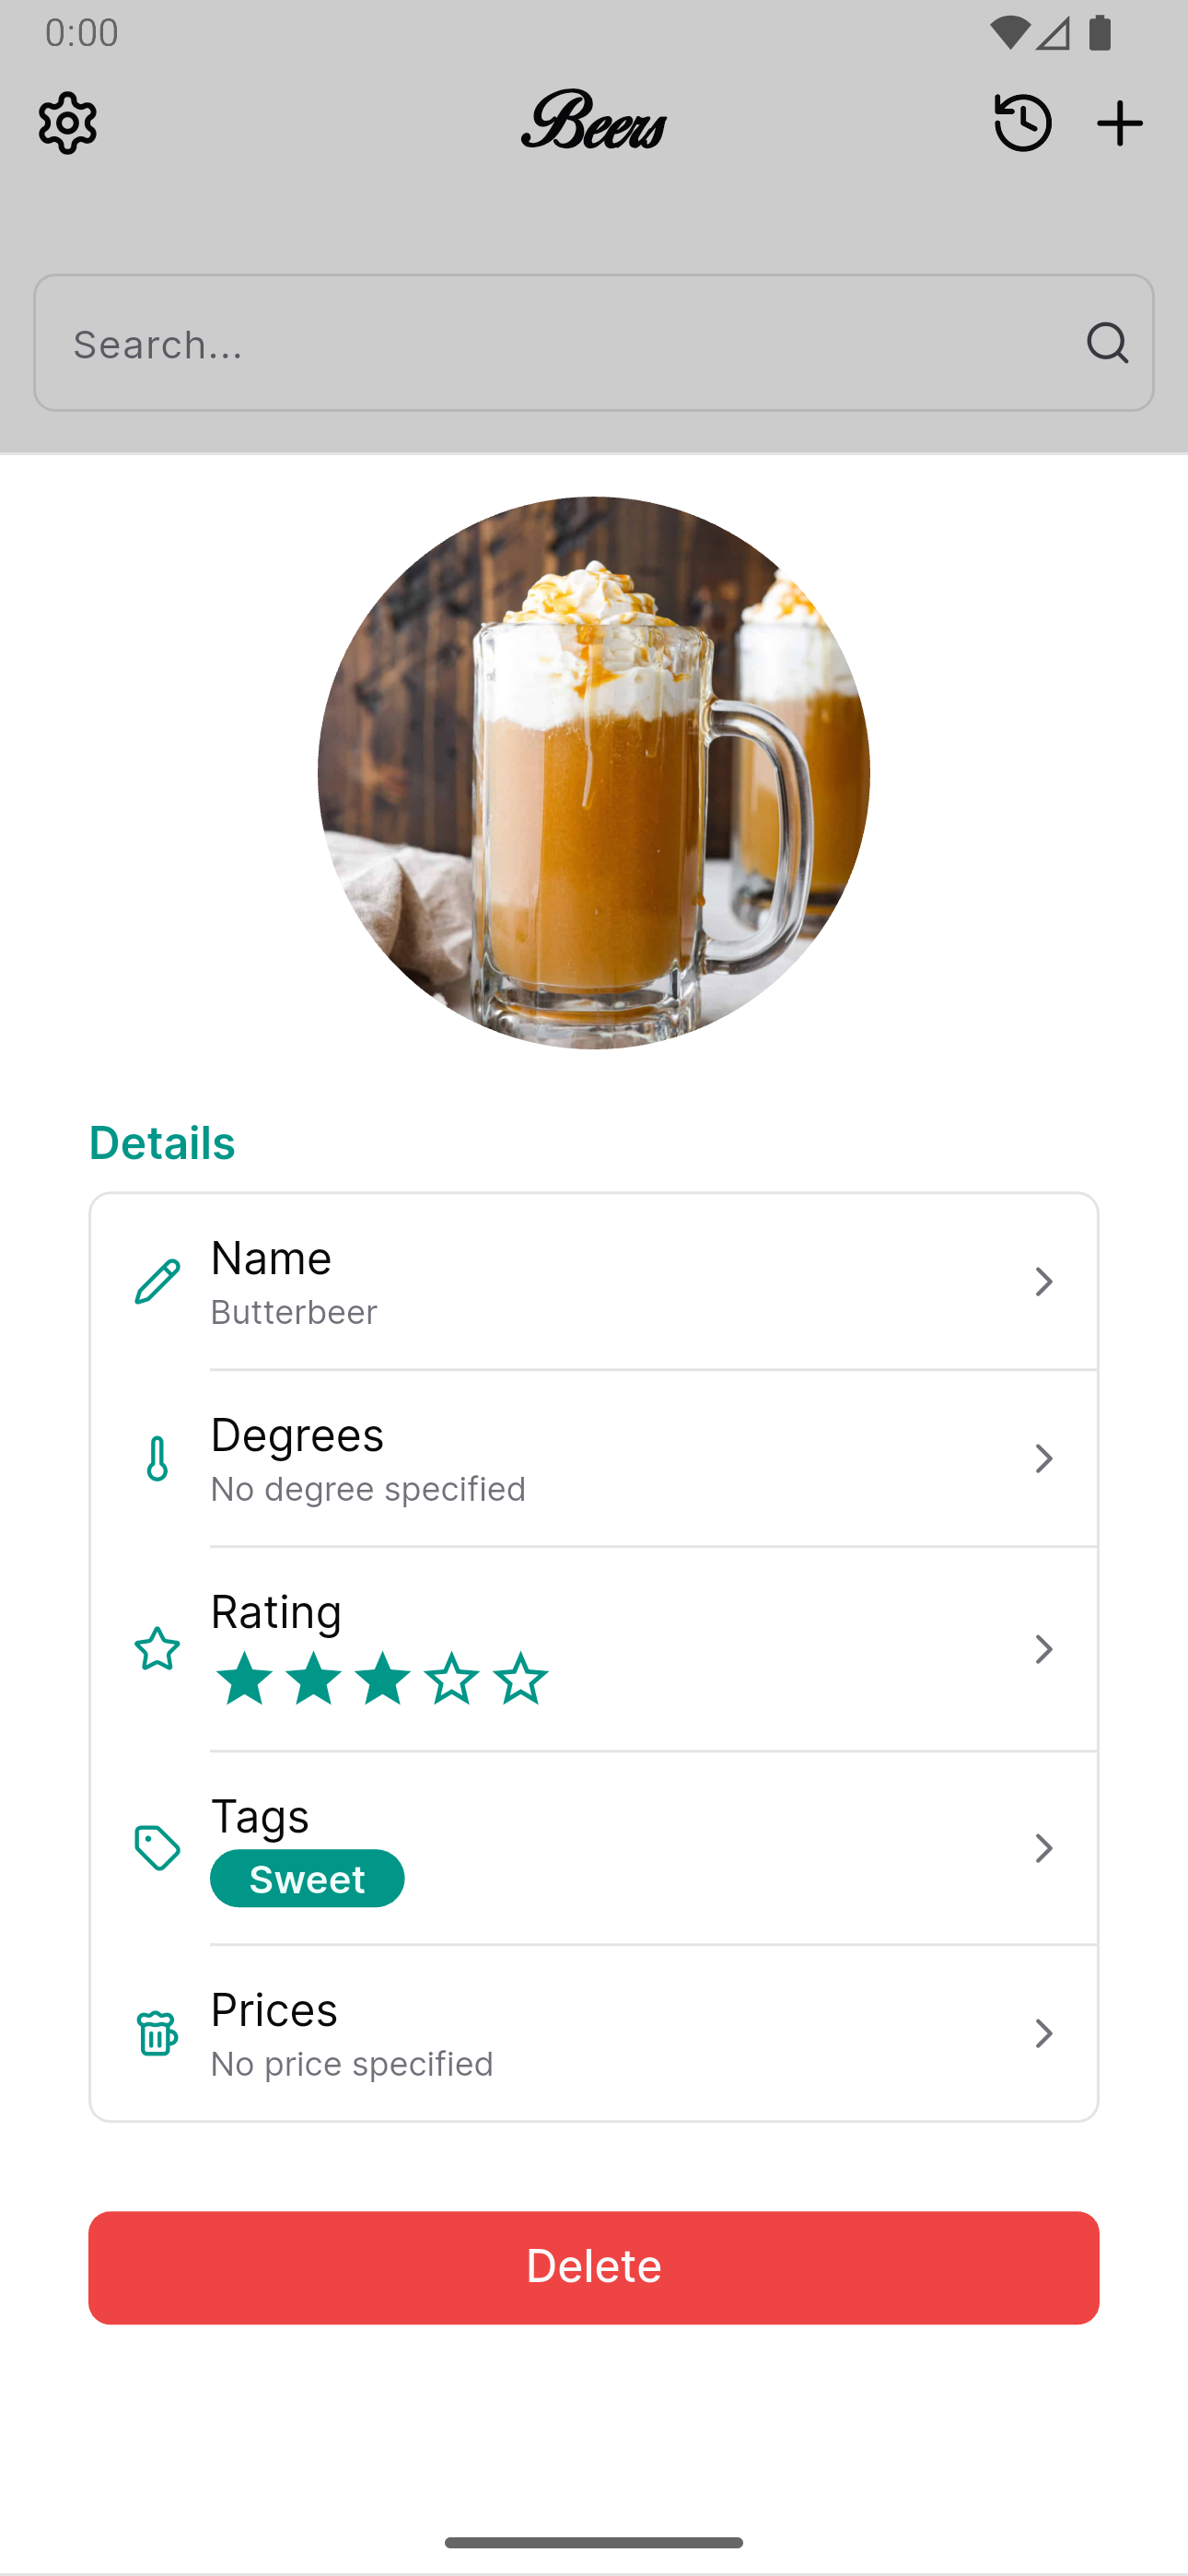 0:00
Beers
Search...
Details
Name
Butterbeer
Degrees
No degree specified
Rating
Tags
Sweet
Prices
No price specified
Delete